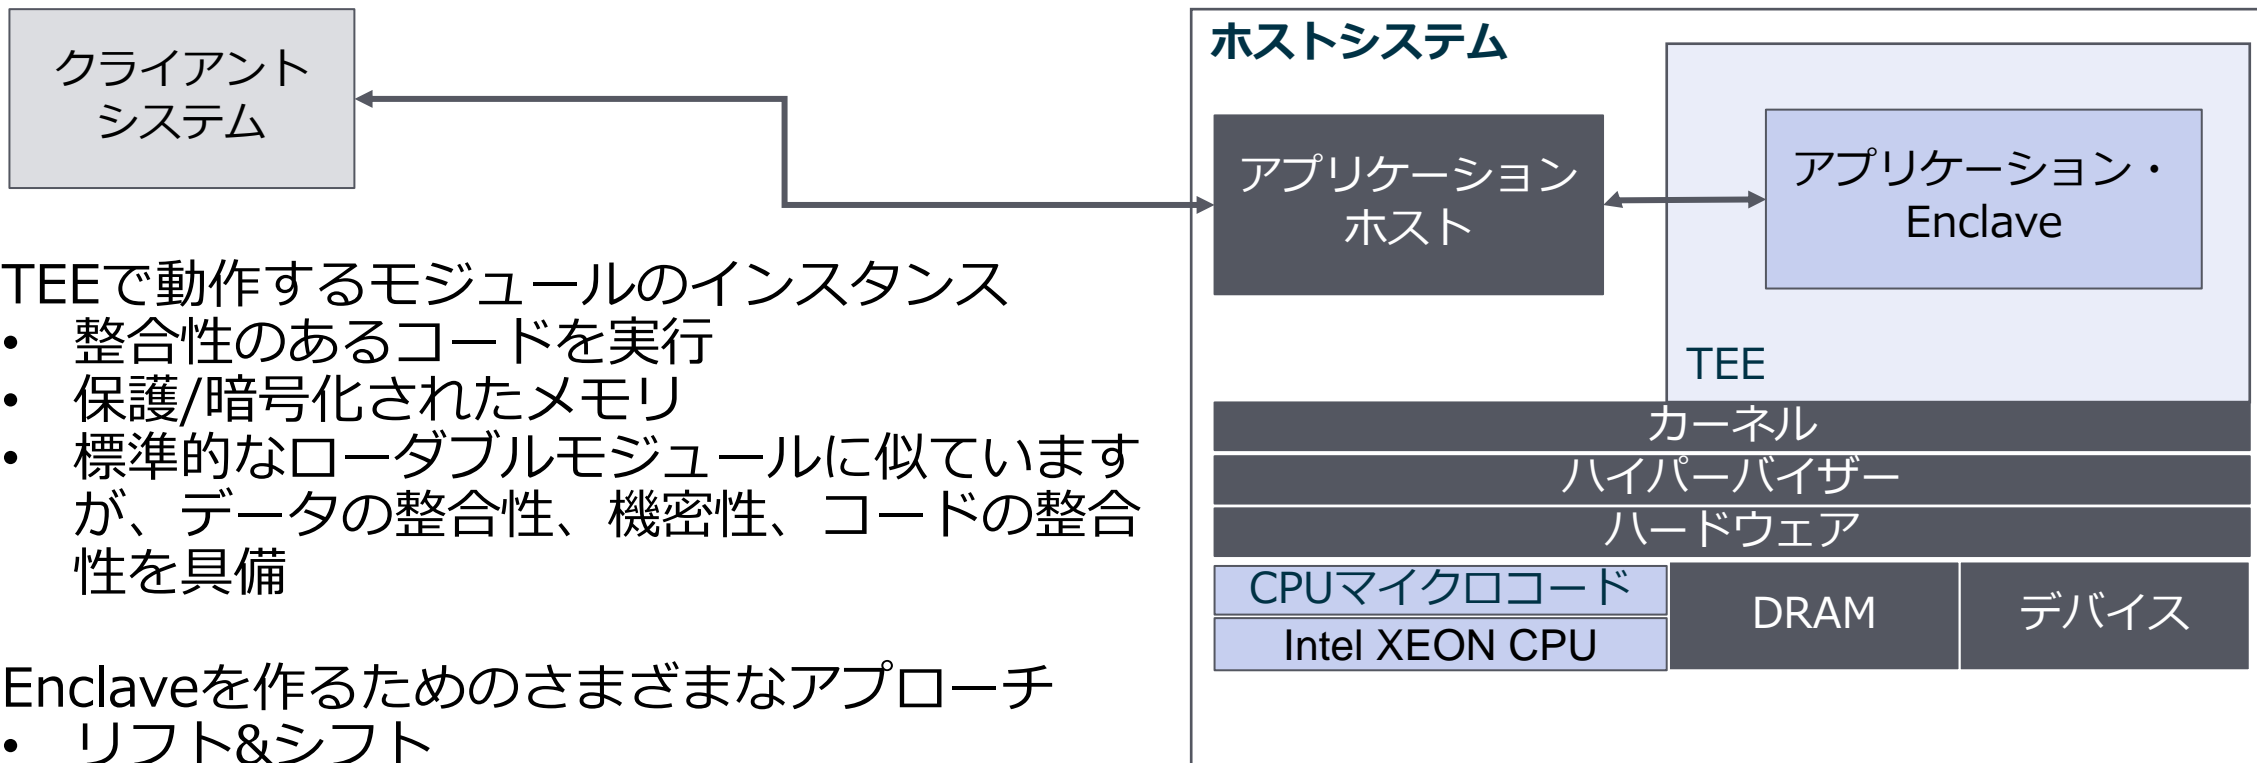 クライアント
システム
ホストシステム
アプリケーション
ホスト
アプリケーション・
Enclave
TEE
TEEで動作するモジュールのインスタンス
• 整合性のあるコードを実行
• 保護/暗号化されたメモリ
• 標準的なローダブルモジュールに似ています
が、データの整合性、機密性、コードの整合
性を具備
Enclaveを作るためのさまざまなアプローチ
• リフト&シフト
カーネル
ハイパーバイザー
ハードウェア
CPUマイクロコード
Intel XEON CPU
DRAM
デバイス